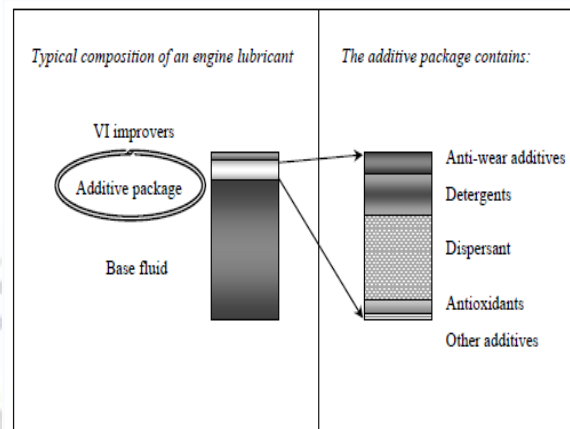 Typical composition of an engine lubricant
The additive package contains:
VI improvers
Additive package
Base fluid
Anti-wear additives
Detergents
Dispersant
Antioxidants
Other additives